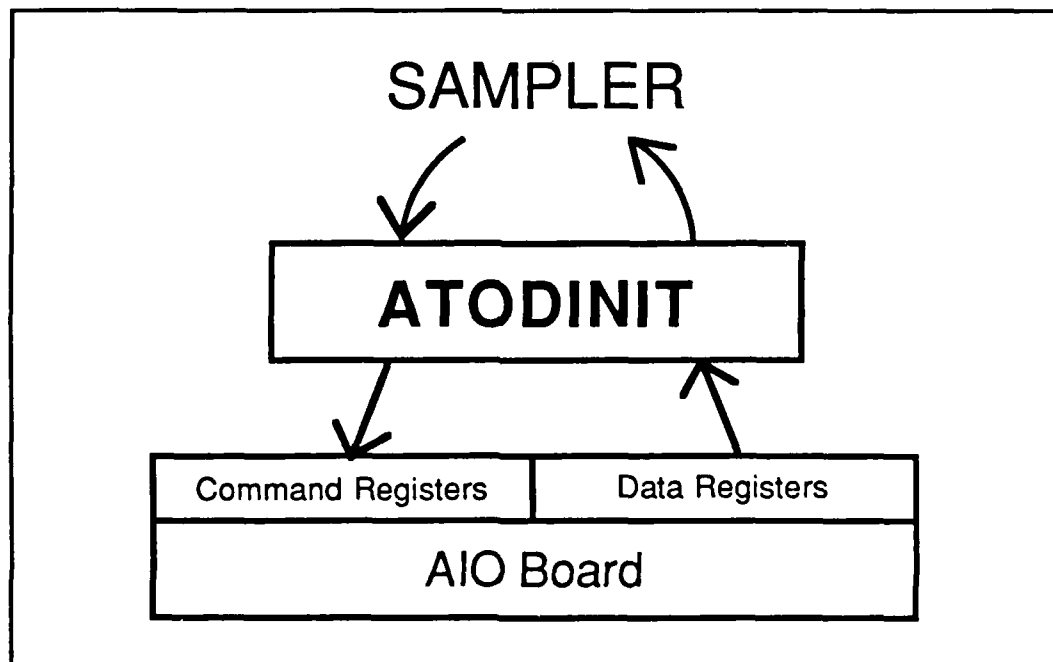 SAMPLER
ATODINIT
Command Registers
Data Registers
AIO Board